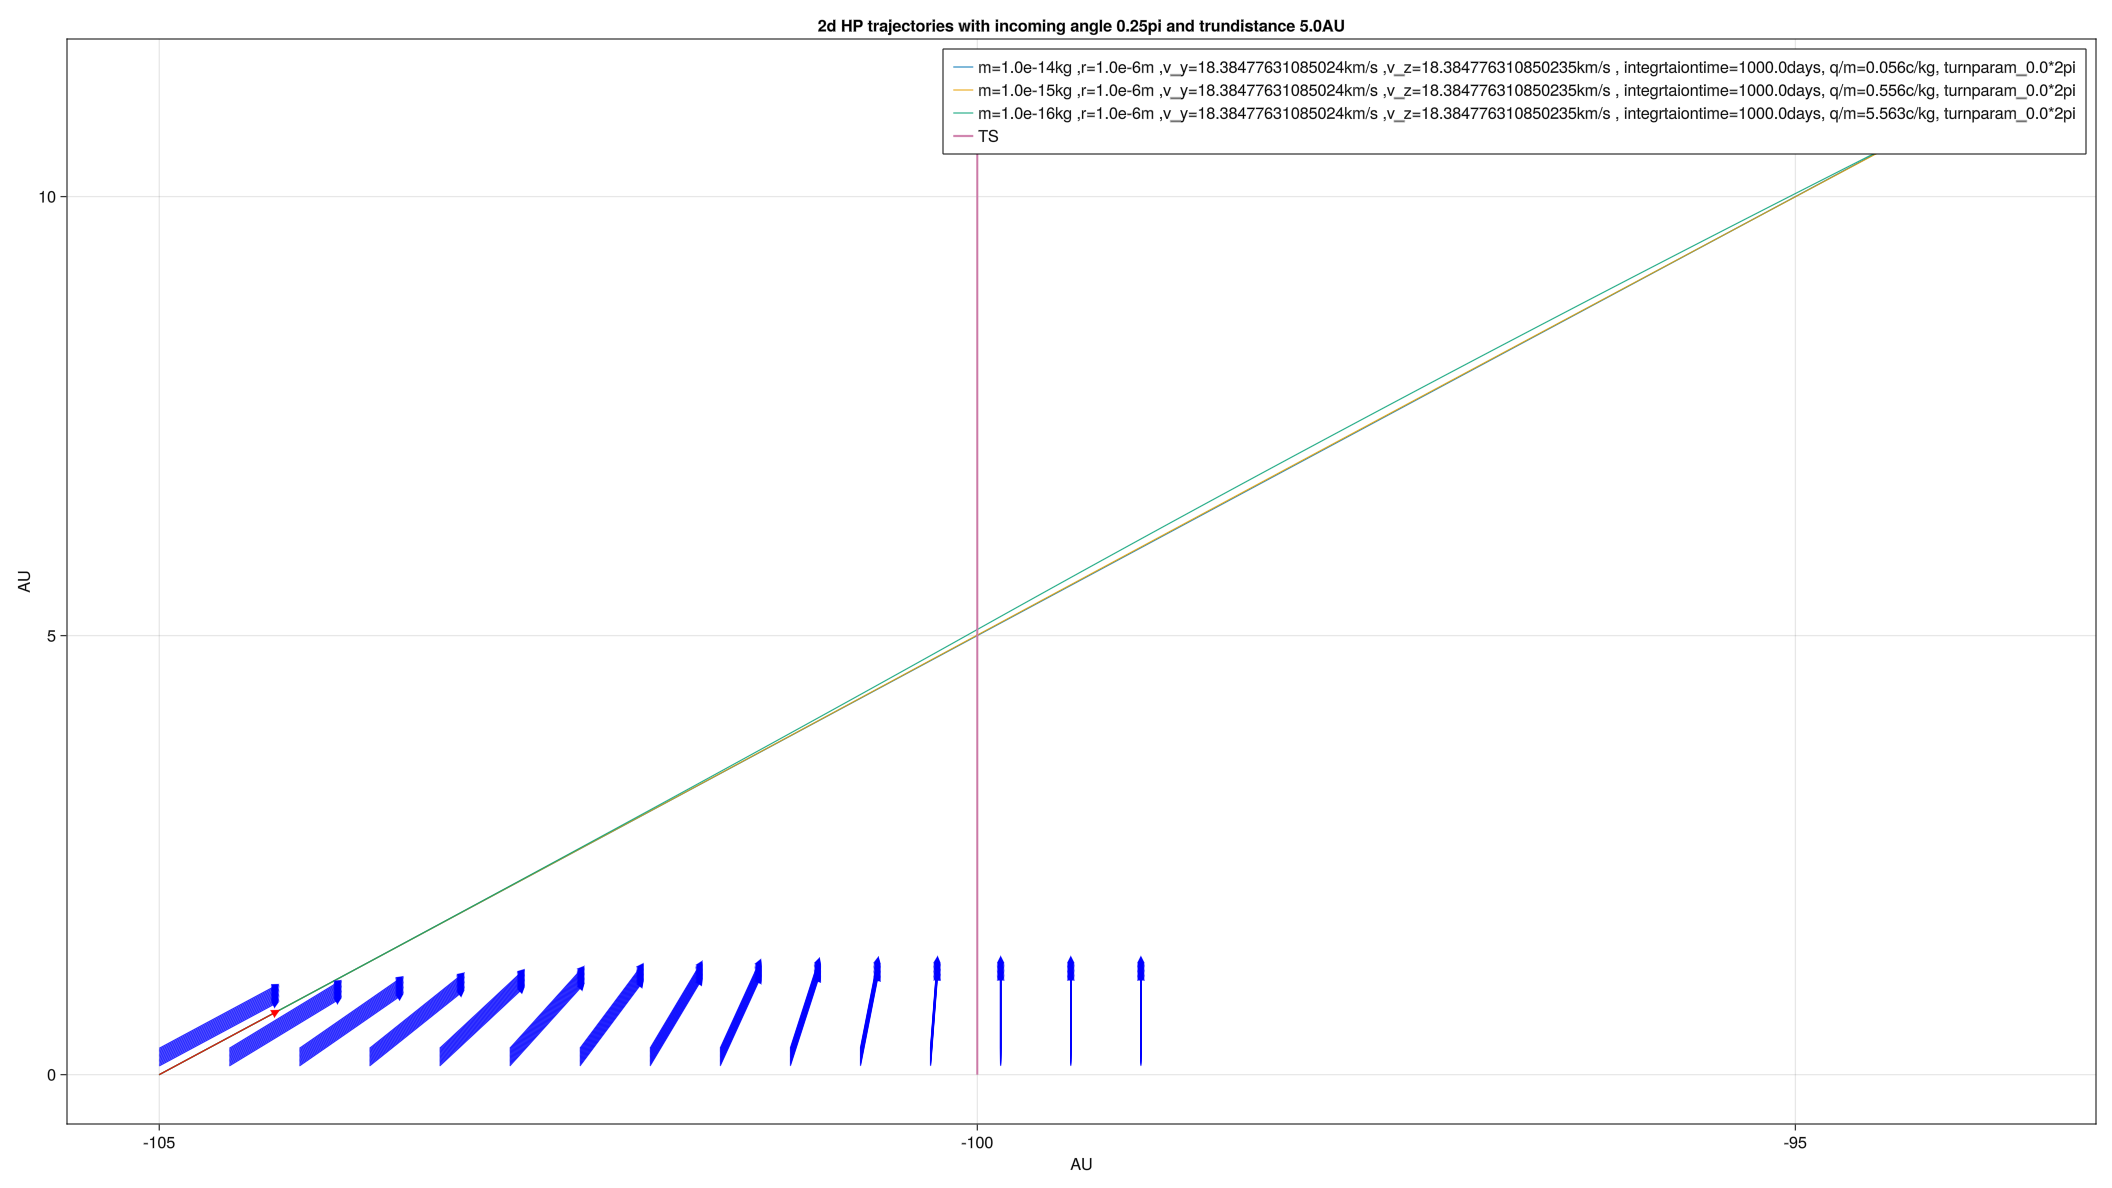 2d HP trajectories with incoming angle 0.25pi and trundistance 5.0AU
m=1.0e-14kg ,r=1.0e-6m ,v_y=18.38477631085024km/s ,v_z=18.384776310850235km/s , integrtaiontime=1000.0days, q/m=0.056c/kg, turnparam_0.0*2pi
m=1.0e-15kg ,r=1.0e-6m ,v_y=18.38477631085024km/s ,v_z=18.384776310850235km/s , integrtaiontime=1000.0days, q/m=0.556c/kg, turnparam_0.0*2pi
m=1.0e-16kg ,r=1.0e-6m ,v_y=18.38477631085024km/s ,v_z=18.384776310850235km/s , integrtaiontime=1000.0days, q/m=5.563c/kg, turnparam_0.0*2pi
TS
10
5
0
AU
-105
-100
-95
AU